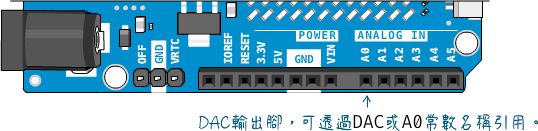 OFF
GND
VRTC
IOREF
RESET
3.3V
5V
GND
VIN
POWER
ANALOG IN
A0
A1
A2
A3
A4
A5
DAC輸出腳，可透過DAC或A0常數名稱引用。